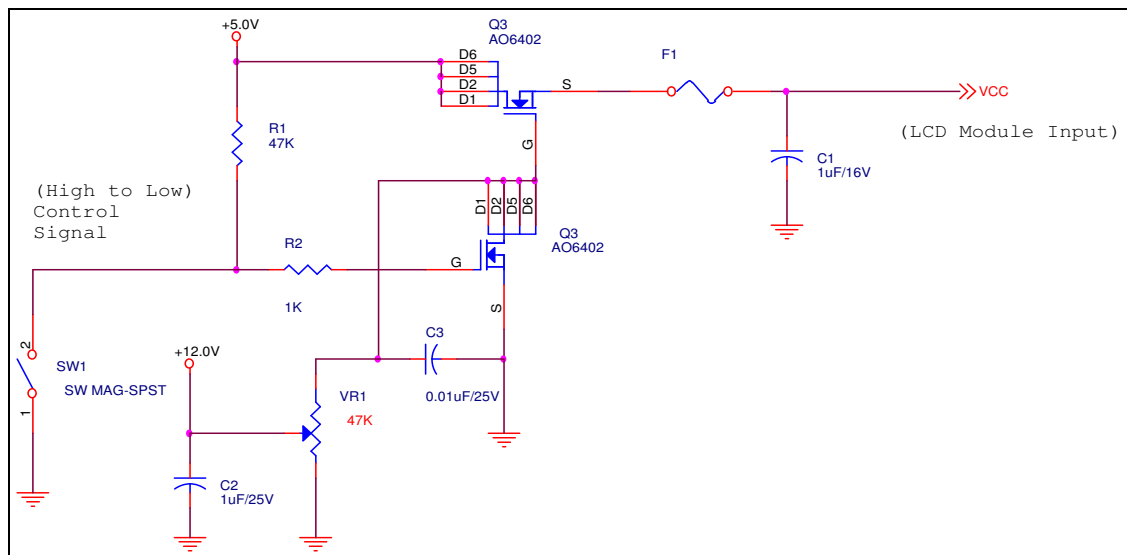 +5.0V
Q3
AO6402
D6
D5
D2
D1
S
G
F1
VCC
(LCD Module Input)
R1
47K
C1
1uF/16V
(High to Low)
Control
Signal
D1
D2
D5
D6
Q3
AO6402
R2
1K
G
S
C3
0.01uF/25V
2
SW1
SW MAG-SPST
1
+12.0V
VR1
47K
C2
1uF/25V